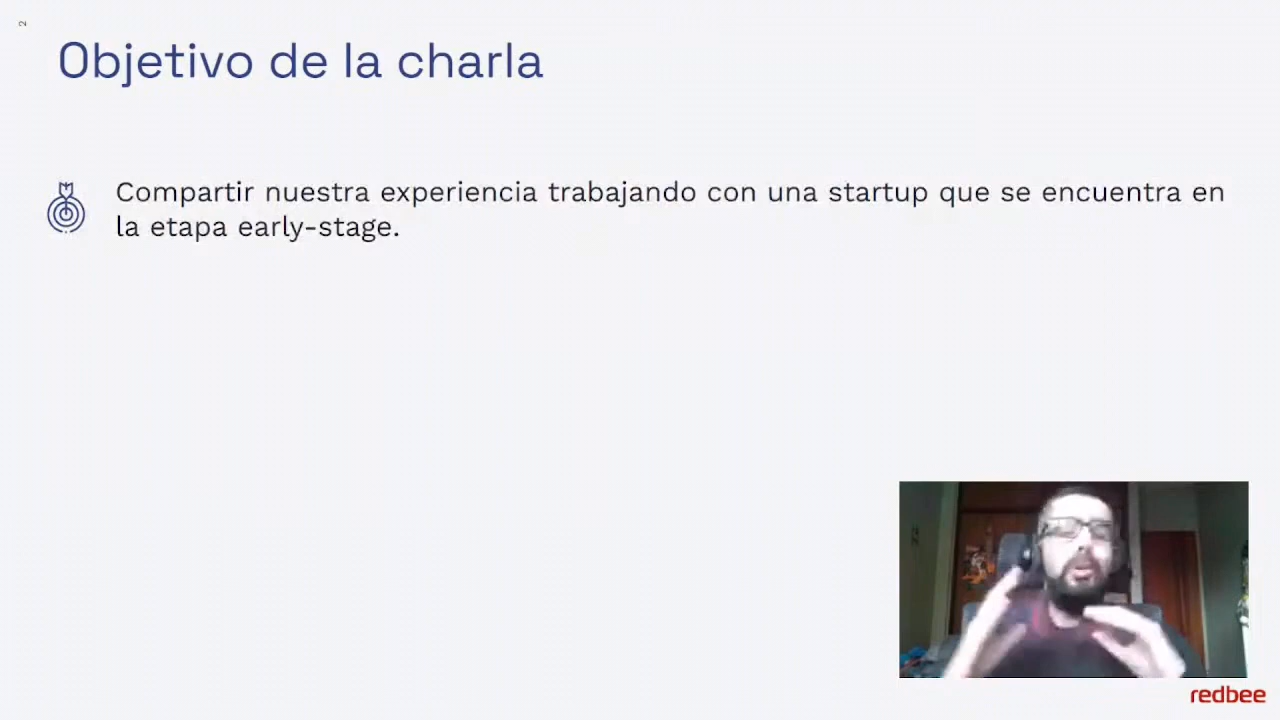 2
Objetivo de la charla
Compartir nuestra experiencia trabajando con una startup que se encuentra en
la etapa early-stage.
redbee